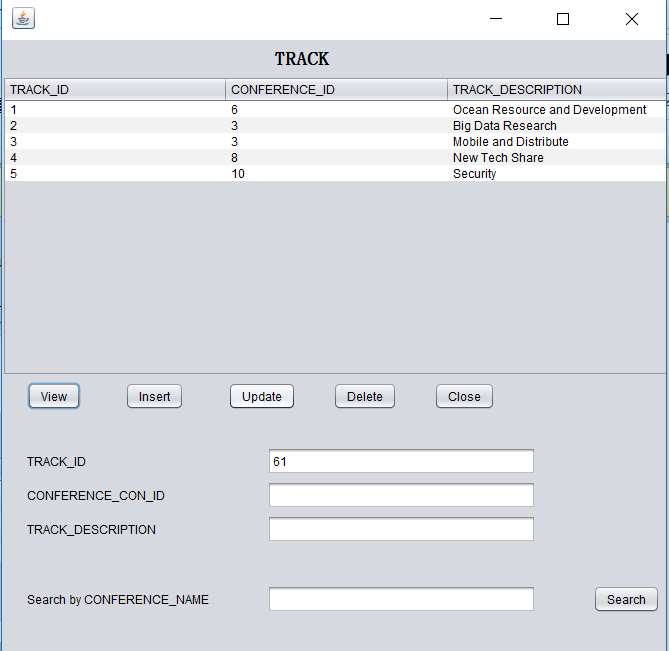 TRACK
TRACK_ID CONFERENCE_ID TRACK_DESCRIPTION
1 6 Ocean Resource and Development
2 3 Big Data Research
3 3 Mobile and Distribute
4 8 New Tech Share
5 10 Security
View Insert Update Delete Close
TRACK_ID 61
CONFERENCE_CON_ID
TRACK_DESCRIPTION
Search by CONFERENCE_NAME Search